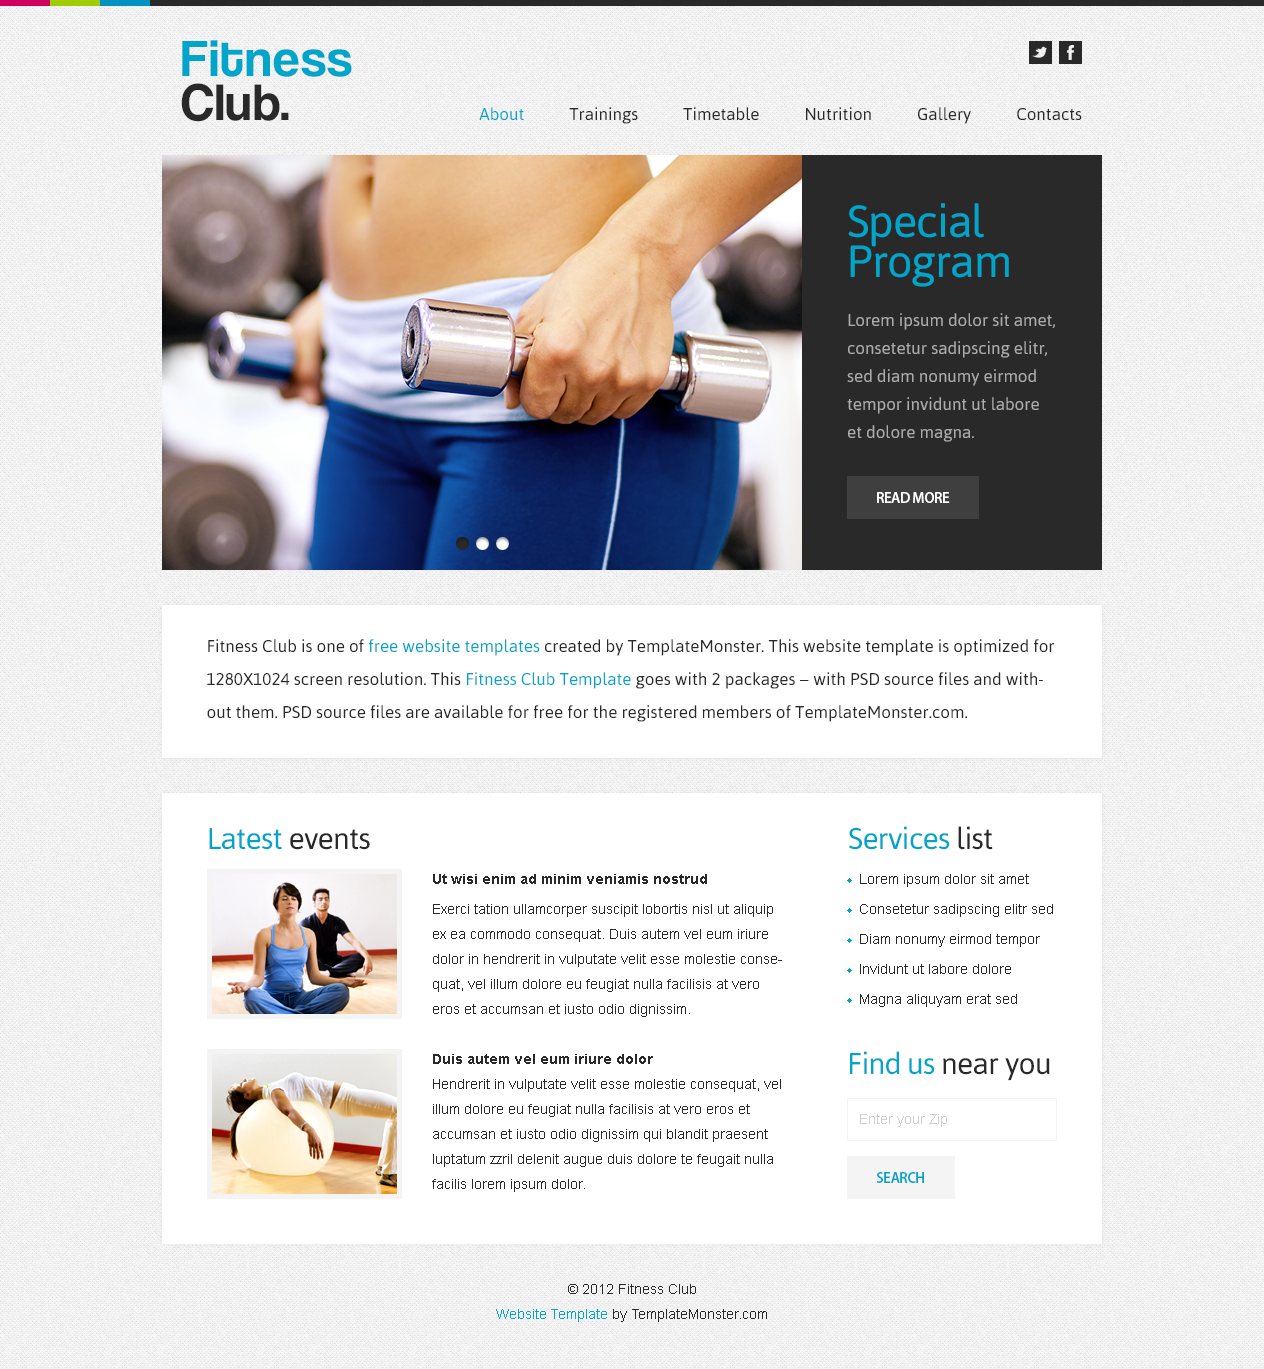 Fitness
Club.
About Trainings Timetable Nutrition Gallery Contacts
Special
Program
Lorem ipsum dolor sit amet,
consetetur sadipscing elitr,
sed diam nonumy eirmod
tempor invidunt ut labore
et dolore magna.
READ MORE
Fitness Club is one of free website templates created by TemplateMonster. This website template is optimized for
1280X1024 screen resolution. This Fitness Club Template goes with 2 packages – with PSD source files and with-
out them. PSD source files are available for free for the registered members of TemplateMonster.com.
Latest events
Ut wisi enim ad minim veniamis nostrud
Exerci tation ullamcorper suscipit lobortis nisl ut aliquip
ex ea commodo consequat. Duis autem vel eum iriure
dolor in hendrerit in vulputate velit esse molestie conse-
quat, vel illum dolore eu feugiat nulla facilisis at vero
eros et accumsan et iusto odio dignissim.
Duis autem vel eum iriure dolor
Hendrerit in vulputate velit esse molestie consequat, vel
illum dolore eu feugiat nulla facilisis at vero eros et
accumsan et iusto odio dignissim qui blandit praesent
luptatum zzril delenit augue duis dolore te feugait nulla
facilis lorem ipsum dolor.
Services list
Lorem ipsum dolor sit amet
Consetetur sadipscing elitr sed
Diam nonumy eirmod tempor
Invidunt ut labore dolore
Magna aliquyam erat sed
Find us near you
Enter your Zip
SEARCH
© 2012 Fitness Club
Website Template by TemplateMonster.com